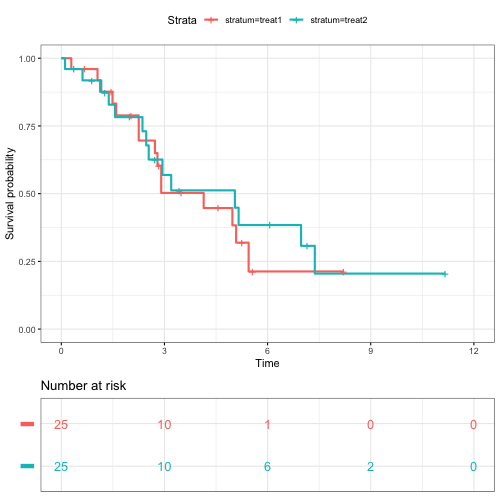 Strata stratum=treat1 stratum=treat2
Survival probability
1.00
0.75
0.50
0.25
0.00
0 3 6 9 12
Time
Number at risk
25 10 1 0 0
25 10 6 2 0